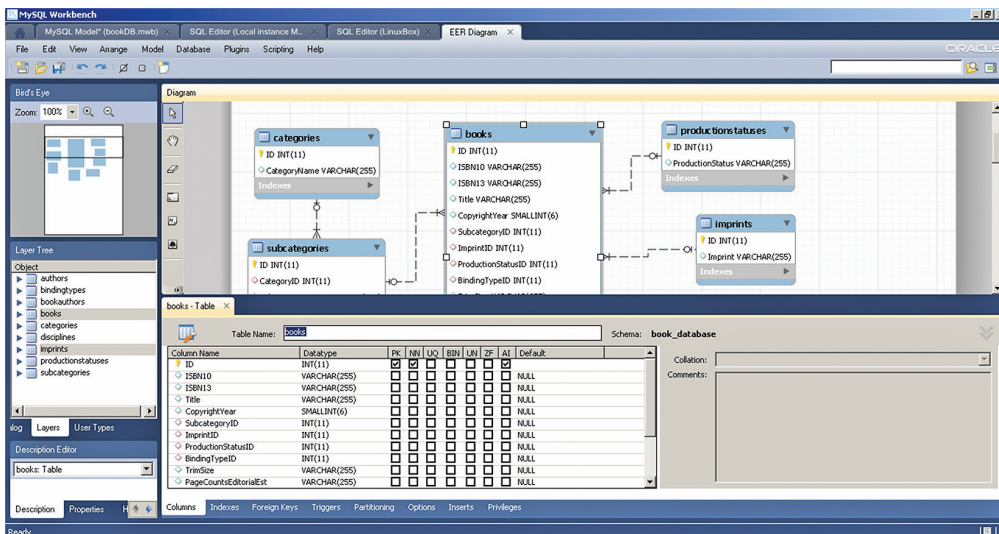 MySQL Workbench
MySQL Model* (bookDB.mwb) SQL Editor (Local instance M... SQL Editor (LinuxBox) EER Diagram
File Edit View Arrange Model Database Plugins Scripting Help
ORACLE
Bird's Eye
Zoom: 100%
Diagram
categories
ID INT(11)
CategoryName VARCHAR(255)
Indexes
subcategories
ID INT(11)
CategoryID INT(11)
books
ID INT(11)
ISBN10 VARCHAR(255)
ISBN13 VARCHAR(255)
Title VARCHAR(255)
CopyrightYear SMALLINT(6)
SubcategoryID INT(11)
ImprintID INT(11)
ProductionStatusID INT(11)
BindingTypeID INT(11)
productionstatuses
ID INT(11)
ProductionStatus VARCHAR(255)
Indexes
imprints
ID INT(11)
Imprint VARCHAR(255)
Indexes
Layer Tree
Object
authors
bindingtypes
bookauthors
books
categories
disciplines
imprints
productionstatuses
subcategories
Layers User Types
Description Editor
books: Table
Description Properties H
books - Table
Table Name: books Schema: book_database
Column Name Datatype PK NN UQ BIN UN ZF AI Default
ID INT(11)
ISBN10 VARCHAR(255) NULL
ISBN13 VARCHAR(255) NULL
Title VARCHAR(255) NULL
CopyrightYear SMALLINT(6) NULL
SubcategoryID INT(11) NULL
ImprintID INT(11) NULL
ProductionStatusID INT(11) NULL
BindingTypeID INT(11) NULL
TrimSize VARCHAR(255) NULL
PageCountsEditorialEst VARCHAR(255) NULL
Collation:
Comments:
Columns Indexes Foreign Keys Triggers Partitioning Options Inserts Privileges
Ready